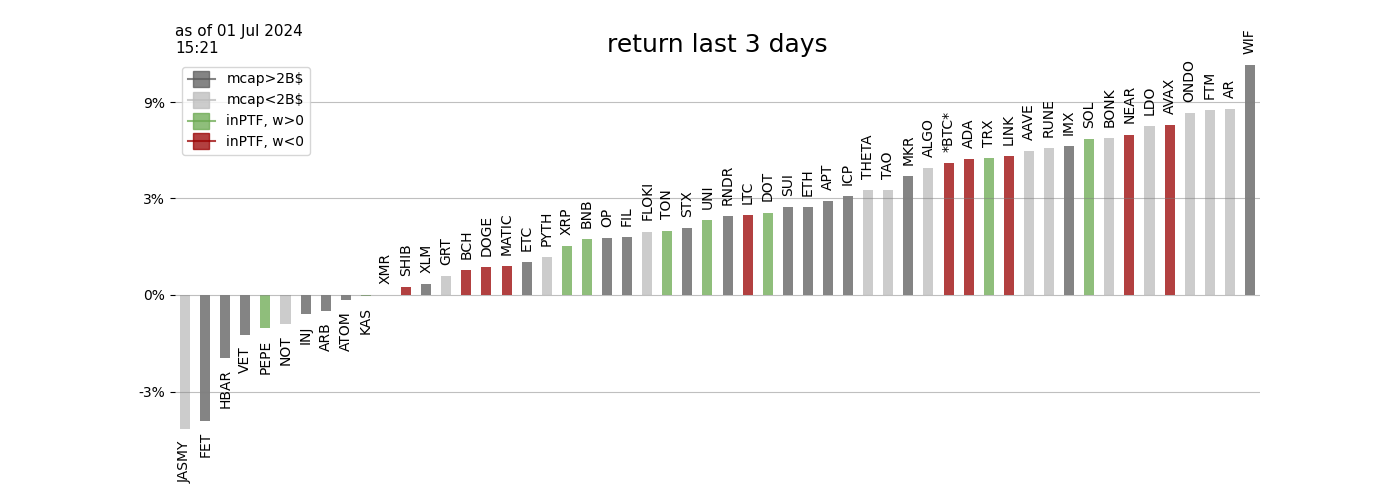 as of 01 Jul 2024
15:21
return last 3 days
mcap>2B$
mcap<2B$
inPTF, w>0
inPTF, w<0
9%
3%
0%
-3%
JASMY
FET
HBAR
VET
PEPE
NOT
INJ
ARB
ATOM
KAS
XMR
SHIB
XLM
GRT
BCH
DOGE
MATIC
ETC
PYTH
XRP
BNB
OP
FIL
FLOKI
TON
STX
UNI
RNDR
LTC
DOT
SUI
ETH
APT
ICP
THETA
TAO
MKR
ALGO
*BTC*
ADA
TRX
LINK
AAVE
RUNE
IMX
SOL
BONK
NEAR
LDO
AVAX
ONDO
FTM
AR
WIF